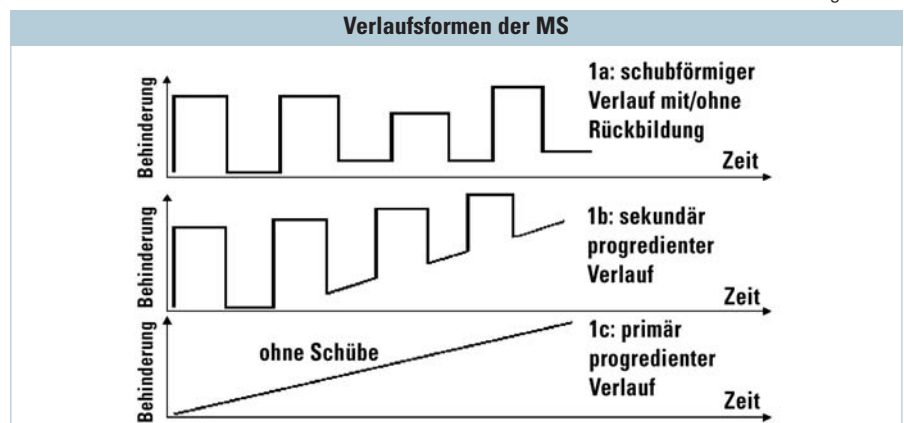 Verlaufsformen der MS
Behinderung
1a: schubförmiger
Verlauf mit/ohne
Rückbildung
Zeit
Behinderung
1b: sekundär
progredienter
Verlauf
Zeit
Behinderung
ohne Schübe
1c: primär
progredienter
Verlauf
Zeit